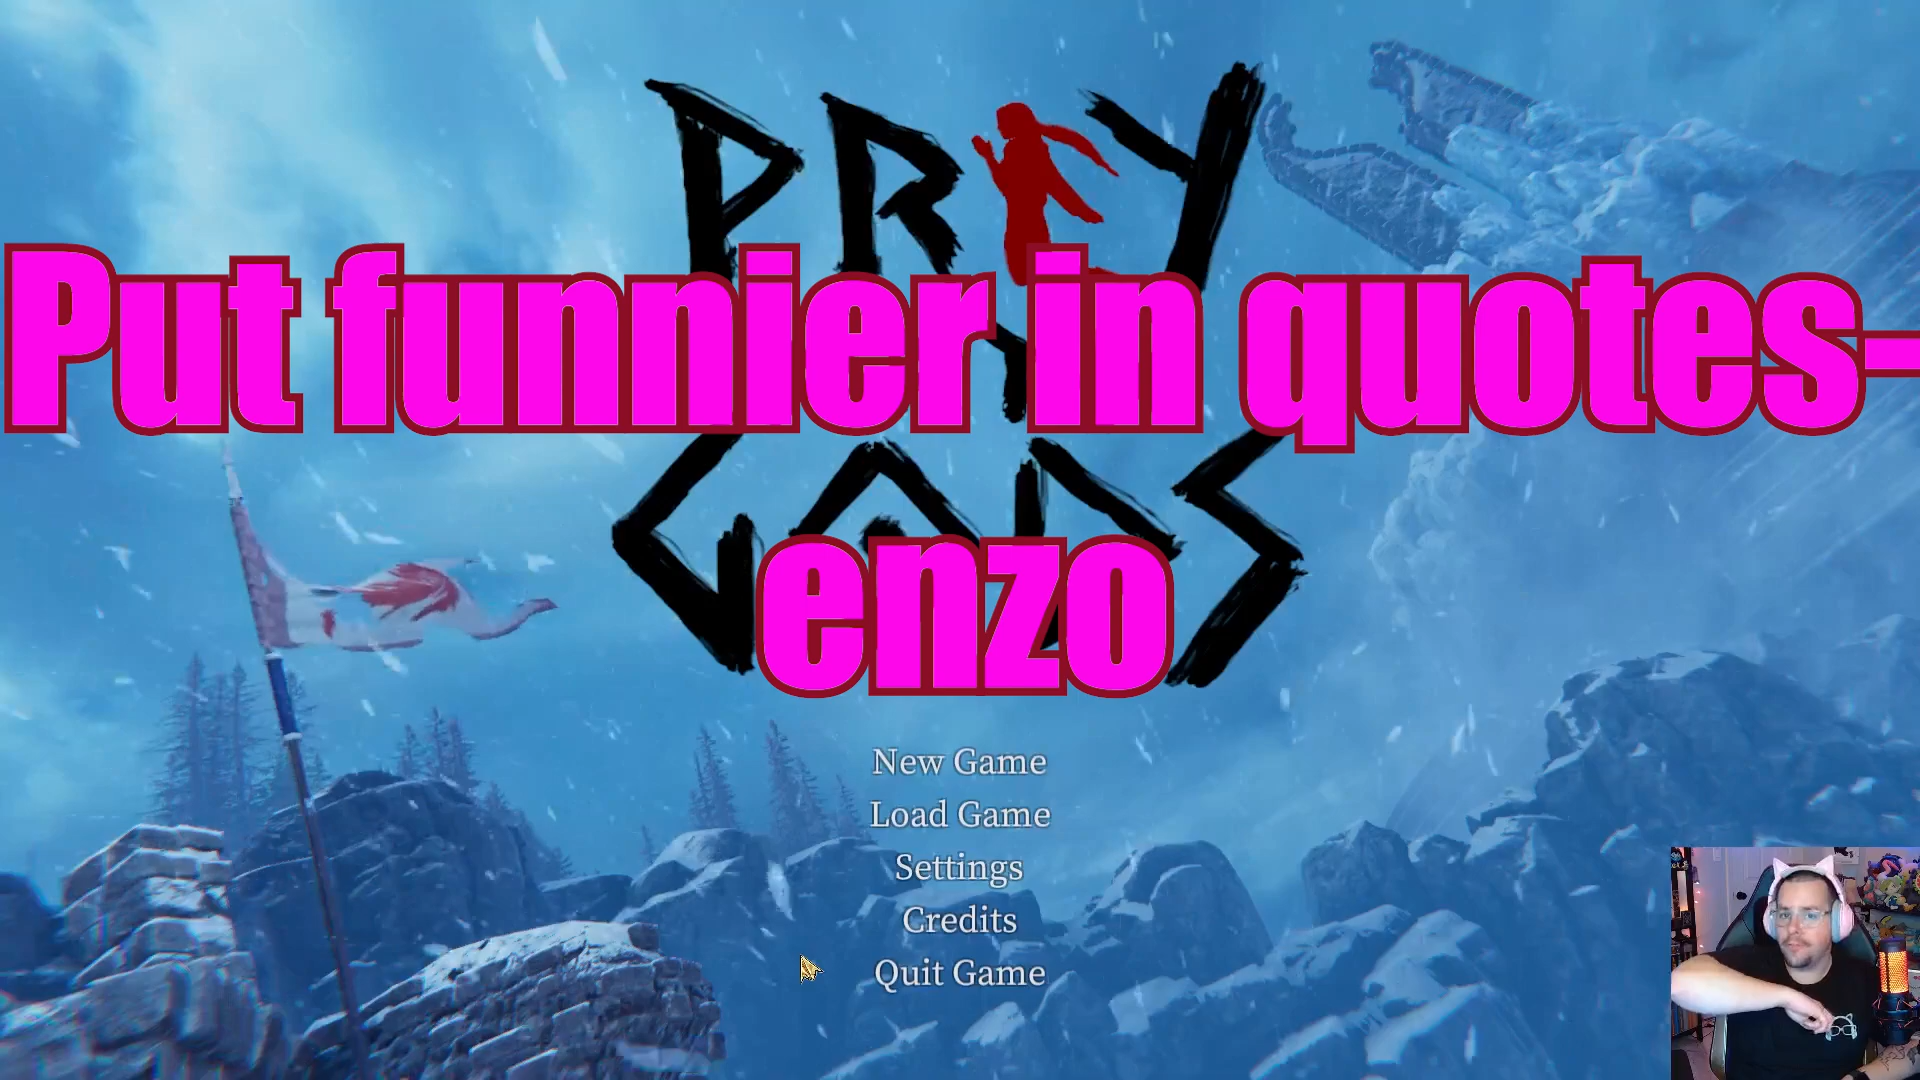 PREY
Put funnier in quotes-
GODS
enzo
New Game
Load Game
Settings
Credits
Quit Game